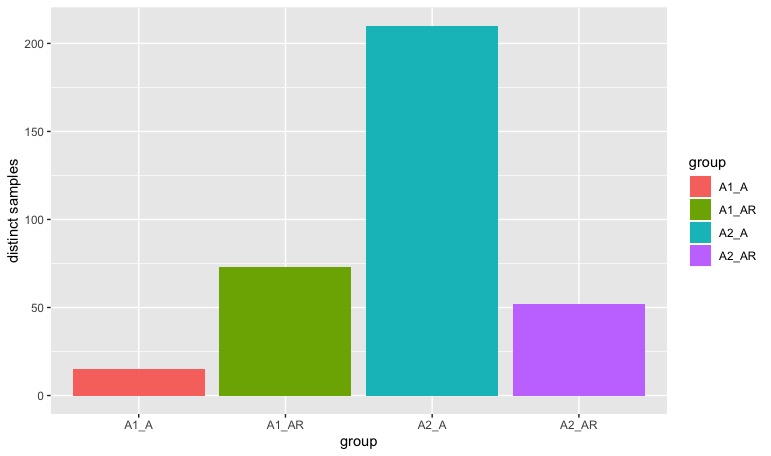 distinct samples
200
150
100
50
0
A1_A A1_AR A2_A A2_AR
group
group
A1_A
A1_AR
A2_A
A2_AR